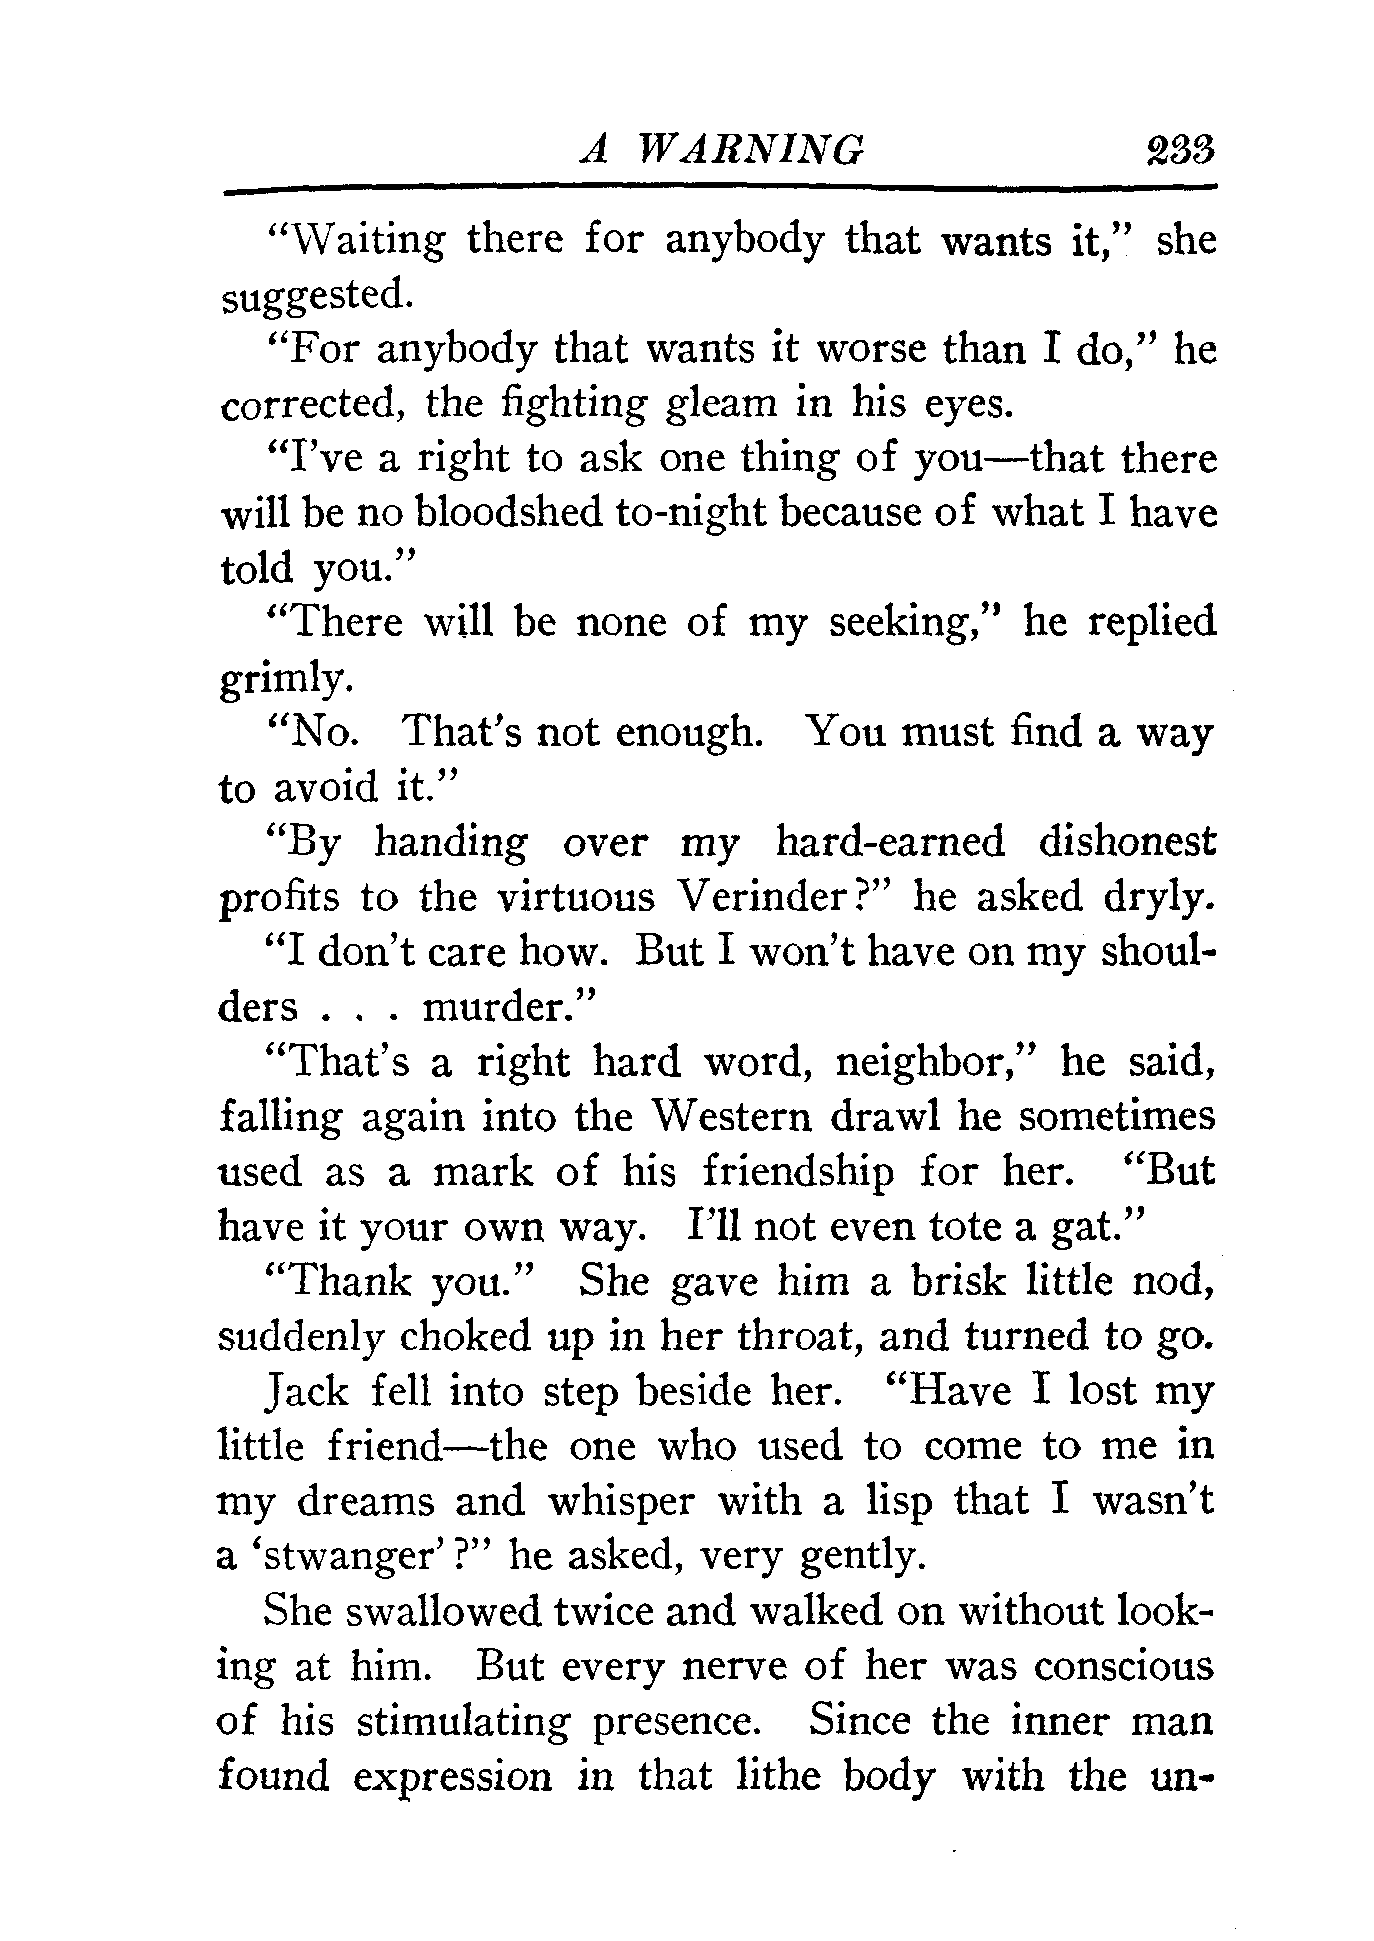 A WARNING 233
“Waiting there for anybody that wants it,” she
suggested.
“For anybody that wants it worse than I do,” he
corrected, the fighting gleam in his eyes.
“I’ve a right to ask one thing of you—that there
will be no bloodshed to-night because of what I have
told you.”
“There will be none of my seeking,” he replied
grimly.
“No. That’s not enough. You must find a way
to avoid it.”
“By handing over my hard-earned dishonest
profits to the virtuous Verinder?” he asked dryly.
“I don’t care how. But I won’t have on my shoul-
ders . . . murder.”
“That’s a right hard word, neighbor,” he said,
falling again into the Western drawl he sometimes
used as a mark of his friendship for her. “But
have it your own way. I’ll not even tote a gat.”
“Thank you.” She gave him a brisk little nod,
suddenly choked up in her throat, and turned to go.
Jack fell into step beside her. “Have I lost my
little friend—the one who used to come to me in
my dreams and whisper with a lisp that I wasn’t
a ‘stwanger’?” he asked, very gently.
She swallowed twice and walked on without look-
ing at him. But every nerve of her was conscious
of his stimulating presence. Since the inner man
found expression in that lithe body with the un-